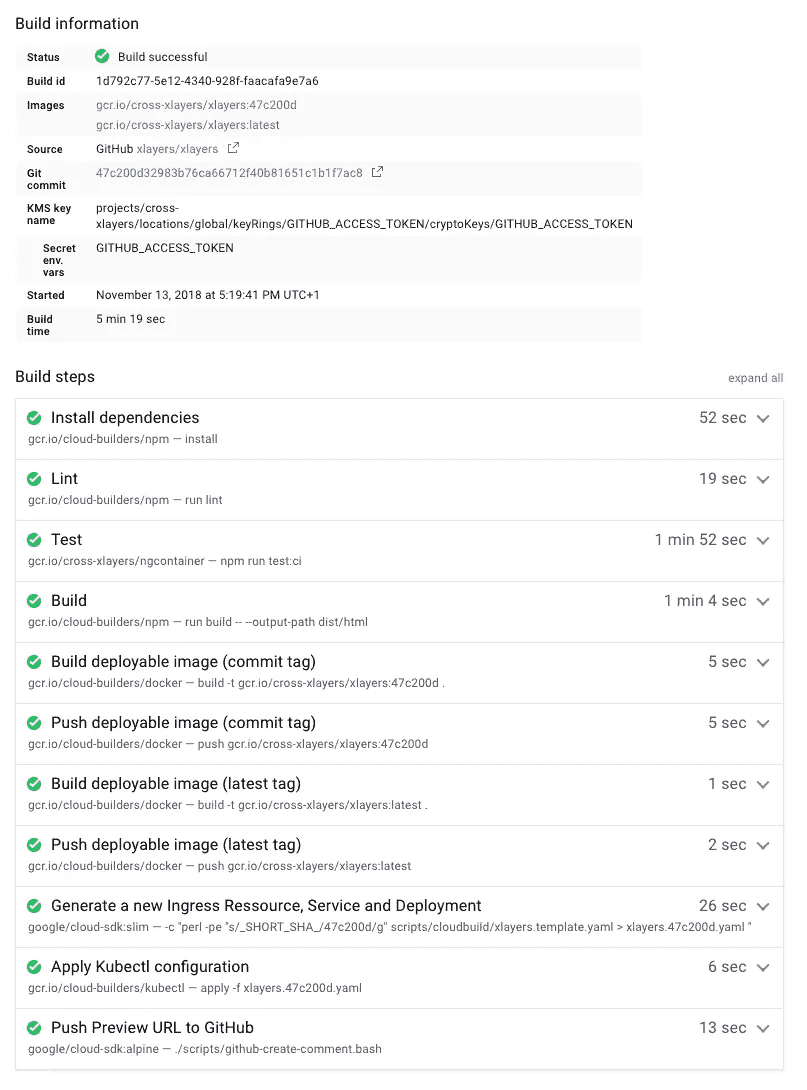 Build information
Status Build successful
Build id 1d792c77-5e12-4340-928f-faacafa9e7a6
Images gcr.io/cross-xlayers/xlayers:47c200d
gcr.io/cross-xlayers/xlayers:latest
Source GitHub xlayers/xlayers
Git commit 47c200d32983b76ca66712f40b81651c1b1f7ac8
KMS key name projects/cross-
xlayers/locations/global/keyRings/GITHUB_ACCESS_TOKEN/cryptoKeys/GITHUB_ACCESS_TOKEN
Secret env. vars GITHUB_ACCESS_TOKEN
Started November 13, 2018 at 5:19:41 PM UTC+1
Build time 5 min 19 sec
Build steps expand all
Install dependencies 52 sec
gcr.io/cloud-builders/npm — install
Lint 19 sec
gcr.io/cloud-builders/npm — run lint
Test 1 min 52 sec
gcr.io/cross-xlayers/ngcontainer — npm run test:ci
Build 1 min 4 sec
gcr.io/cloud-builders/npm — run build -- --output-path dist/html
Build deployable image (commit tag) 5 sec
gcr.io/cloud-builders/docker — build -t gcr.io/cross-xlayers/xlayers:47c200d .
Push deployable image (commit tag) 5 sec
gcr.io/cloud-builders/docker — push gcr.io/cross-xlayers/xlayers:47c200d
Build deployable image (latest tag) 1 sec
gcr.io/cloud-builders/docker — build -t gcr.io/cross-xlayers/xlayers:latest .
Push deployable image (latest tag) 2 sec
gcr.io/cloud-builders/docker — push gcr.io/cross-xlayers/xlayers:latest
Generate a new Ingress Ressource, Service and Deployment 26 sec
google/cloud-sdk:slim — -c "perl -pe "s/_SHORT_SHA_/47c200d/g" scripts/cloudbuild/xlayers.template.yaml > xlayers.47c200d.yaml "
Apply Kubectl configuration 6 sec
gcr.io/cloud-builders/kubectl — apply -f xlayers.47c200d.yaml
Push Preview URL to GitHub 13 sec
google/cloud-sdk:alpine — ./scripts/github-create-comment.bash